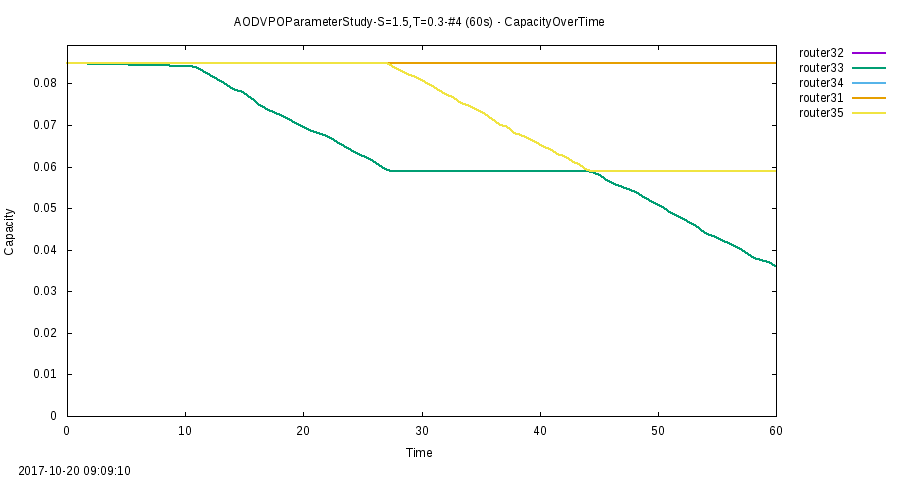 AODVPOParameterStudy-S=1.5,T=0.3-#4 (60s) - CapacityOverTime
router32
router33
router34
router31
router35
0.08
0.07
0.06
0.05
0.04
0.03
0.02
0.01
0
Capacity
0 10 20 30 40 50 60
Time
2017-10-20 09:09:10